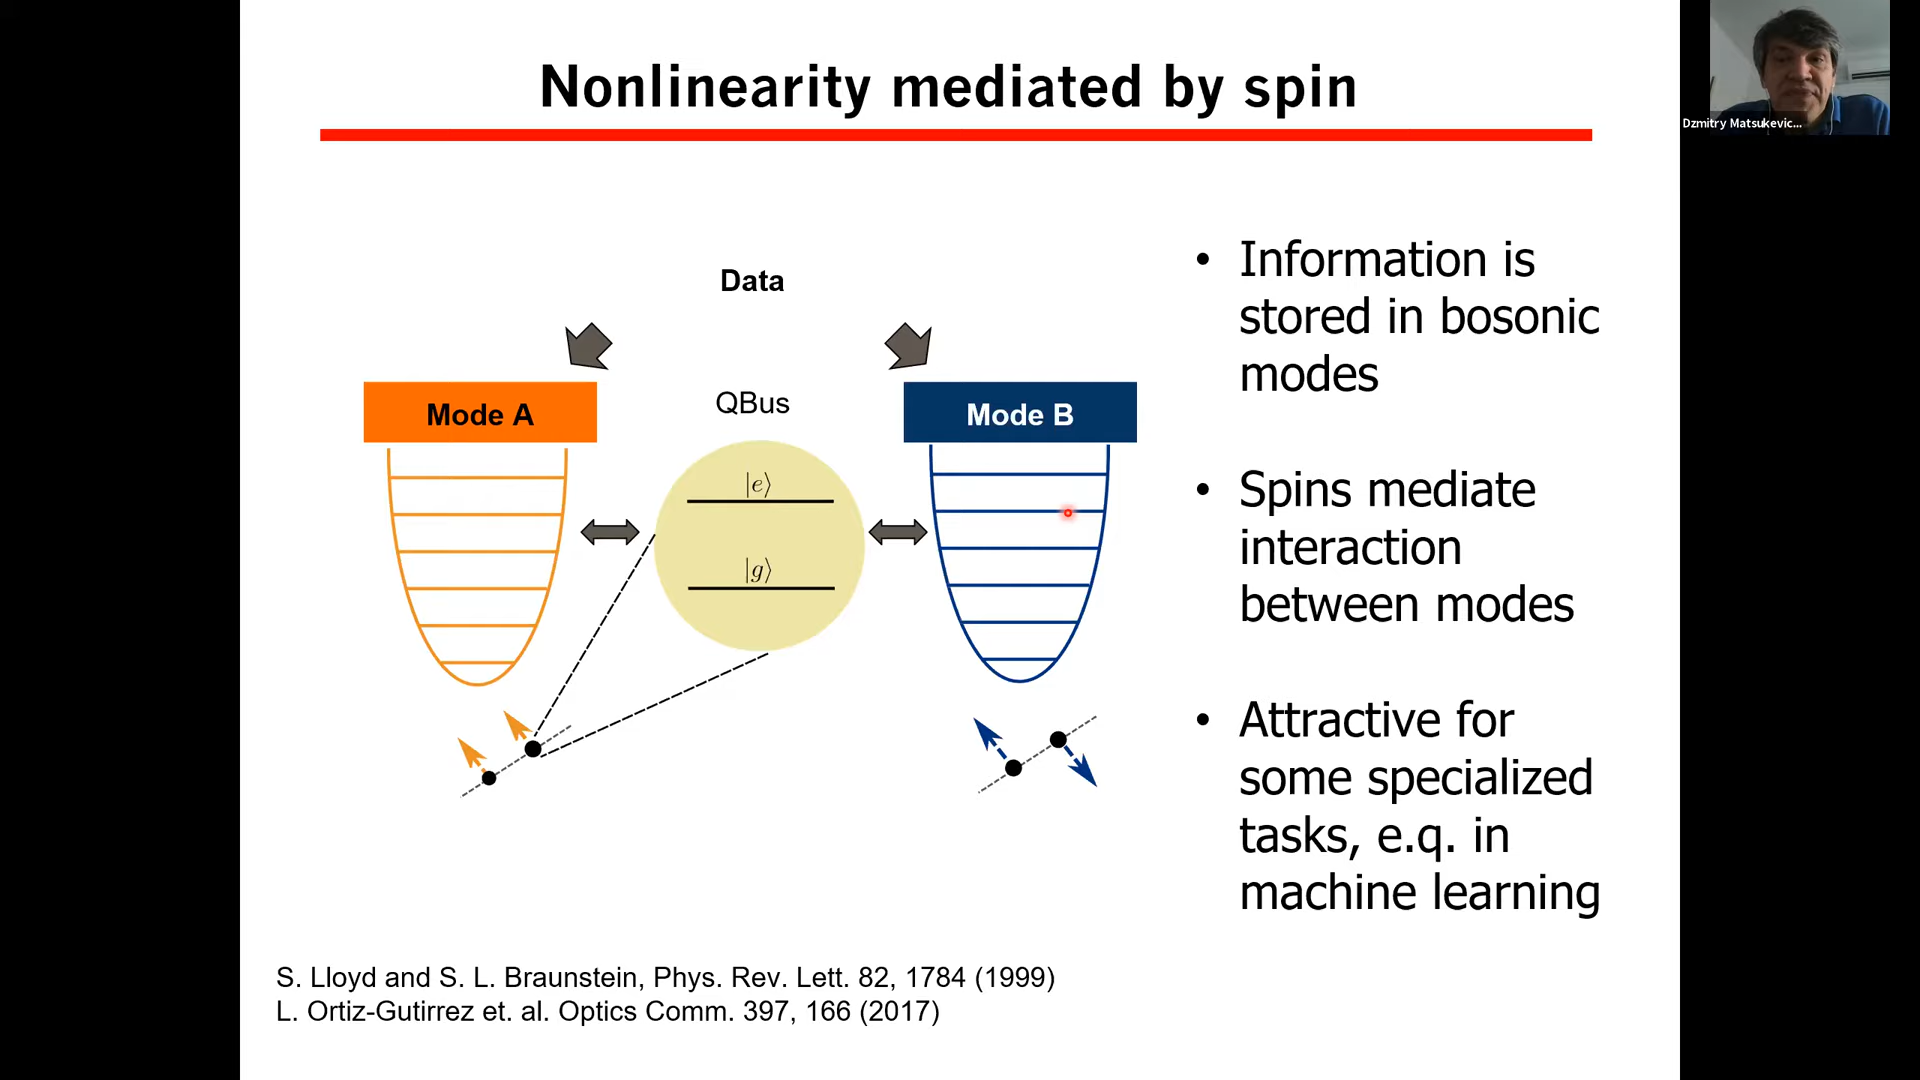 Nonlinearity mediated by spin
Dzmitry Matsukevic...
Data
Mode A
QBus
Mode B
|e⟩
|g⟩
• Information is
stored in bosonic
modes
• Spins mediate
interaction
between modes
• Attractive for
some specialized
tasks, e.q. in
machine learning
S. Lloyd and S. L. Braunstein, Phys. Rev. Lett. 82, 1784 (1999)
L. Ortiz-Gutirrez et. al. Optics Comm. 397, 166 (2017)